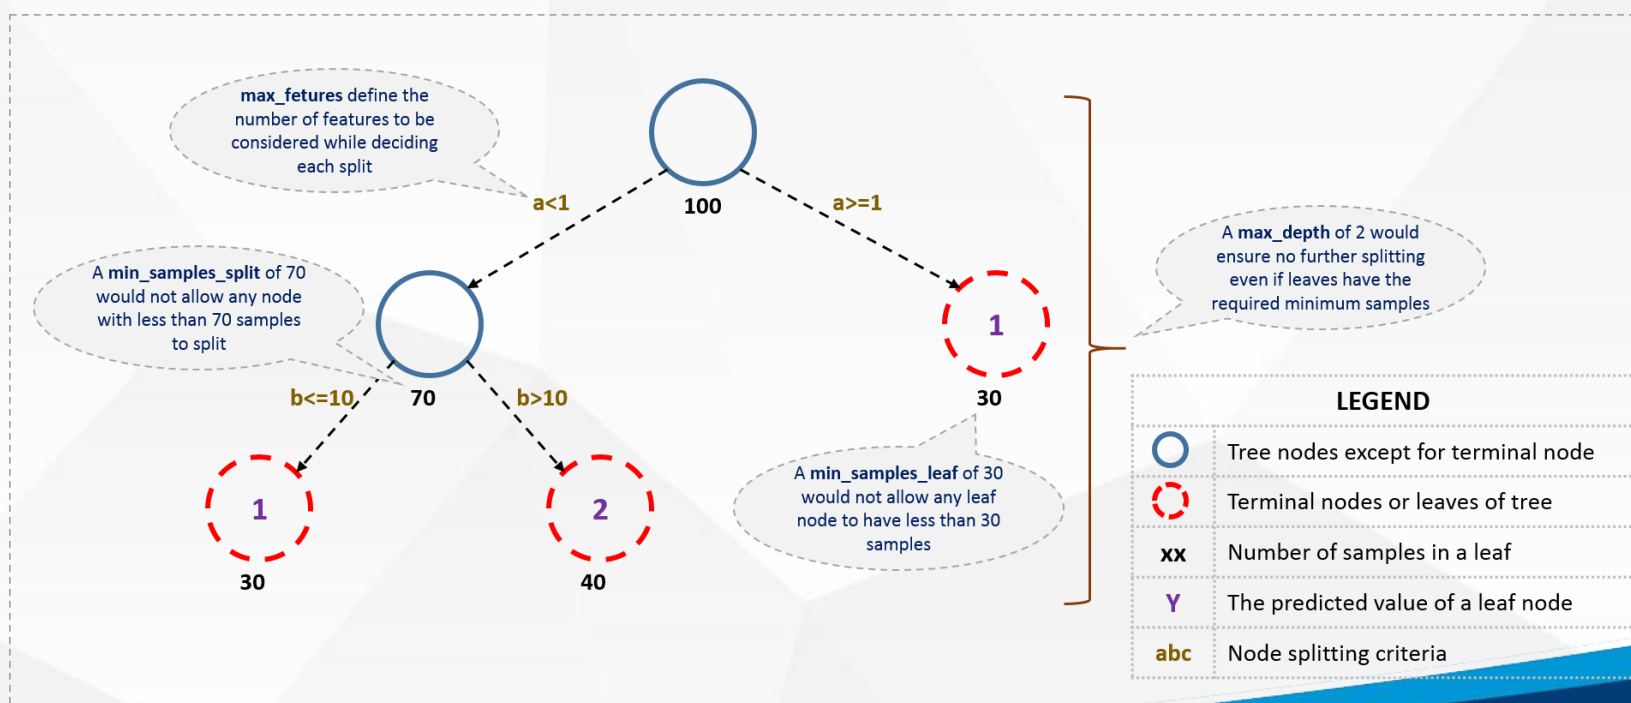 max_fetures define the
number of features to be
considered while deciding
each split
a<1
100
a>=1
A max_depth of 2 would
ensure no further splitting
even if leaves have the
required minimum samples
A min_samples_split of 70
would not allow any node
with less than 70 samples
to split
1
b<=10
70
b>10
30
A min_samples_leaf of 30
would not allow any leaf
node to have less than 30
samples
1
2
30
40
LEGEND
Tree nodes except for terminal node
Terminal nodes or leaves of tree
xx Number of samples in a leaf
Y The predicted value of a leaf node
abc Node splitting criteria